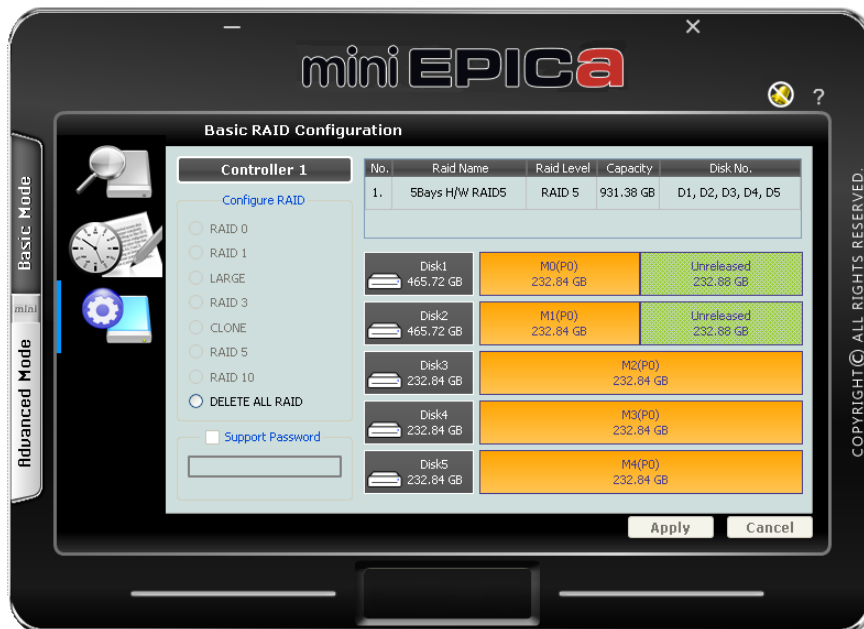 mini EPICa
?
Basic RAID Configuration
Basic Mode
mini
Advanced Mode
Controller 1
Configure RAID
RAID 0
RAID 1
LARGE
RAID 3
CLONE
RAID 5
RAID 10
DELETE ALL RAID
Support Password
No. Raid Name Raid Level Capacity Disk No.
1. 5Bays H/W RAID5 RAID 5 931.38 GB D1, D2, D3, D4, D5
Disk1 M0(P0) Unreleased
465.72 GB 232.84 GB 232.88 GB
Disk2 M1(P0) Unreleased
465.72 GB 232.84 GB 232.88 GB
Disk3 M2(P0)
232.84 GB 232.84 GB
Disk4 M3(P0)
232.84 GB 232.84 GB
Disk5 M4(P0)
232.84 GB 232.84 GB
Apply Cancel
COPYRIGHT© ALL RIGHTS RESERVED.